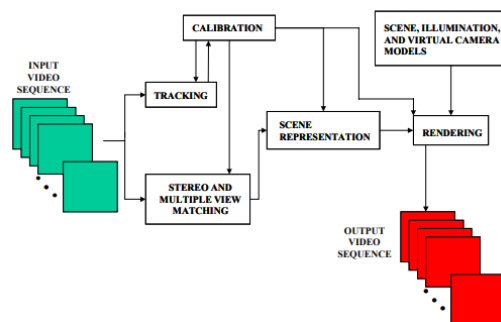 CALIBRATION
SCENE, ILLUMINATION,
AND VIRTUAL CAMERA
MODELS
INPUT
VIDEO
SEQUENCE
TRACKING
SCENE
REPRESENTATION
RENDERING
STEREO AND
MULTIPLE VIEW
MATCHING
OUTPUT
VIDEO
SEQUENCE